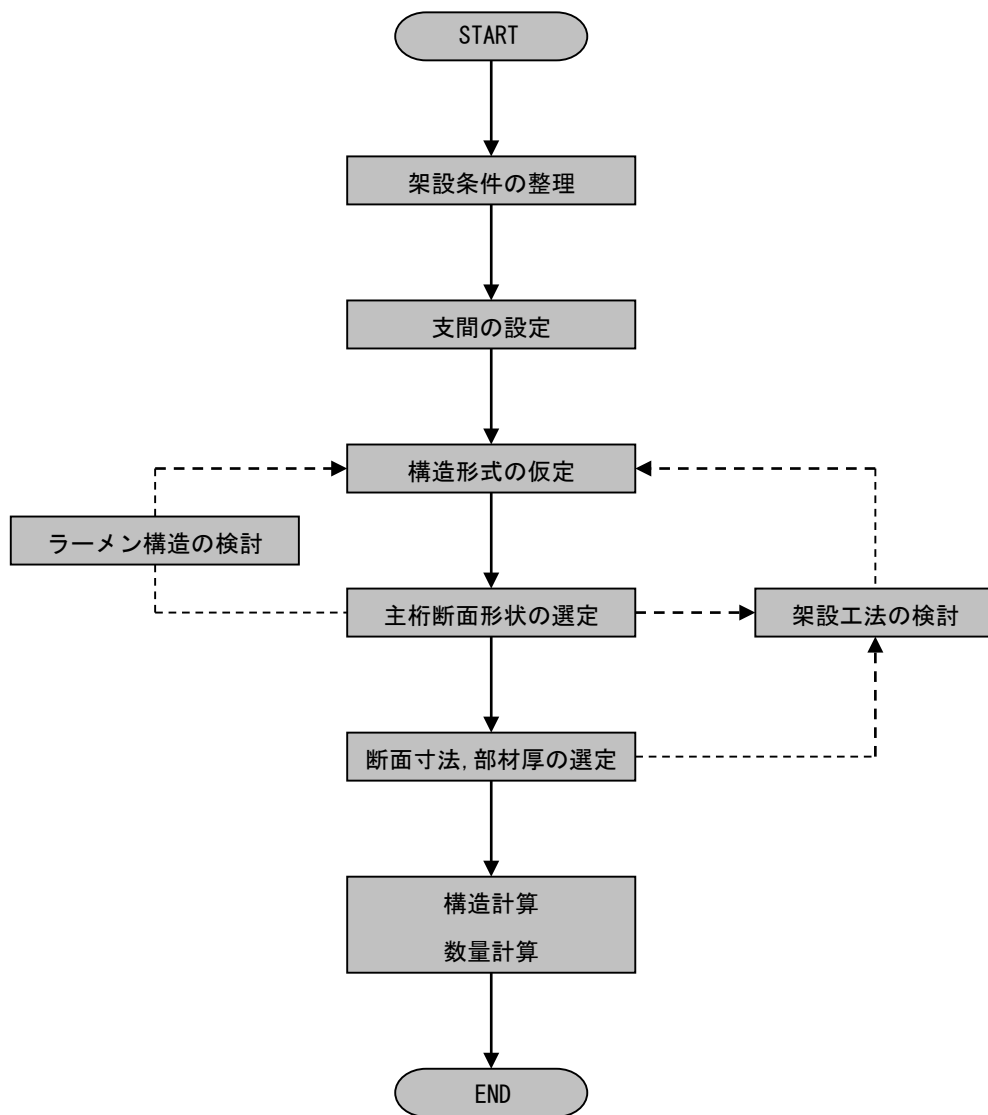 START
架設条件の整理
支間の設定
構造形式の仮定
ラーメン構造の検討
主桁断面形状の選定
架設工法の検討
断面寸法,部材厚の選定
構造計算
数量計算
END